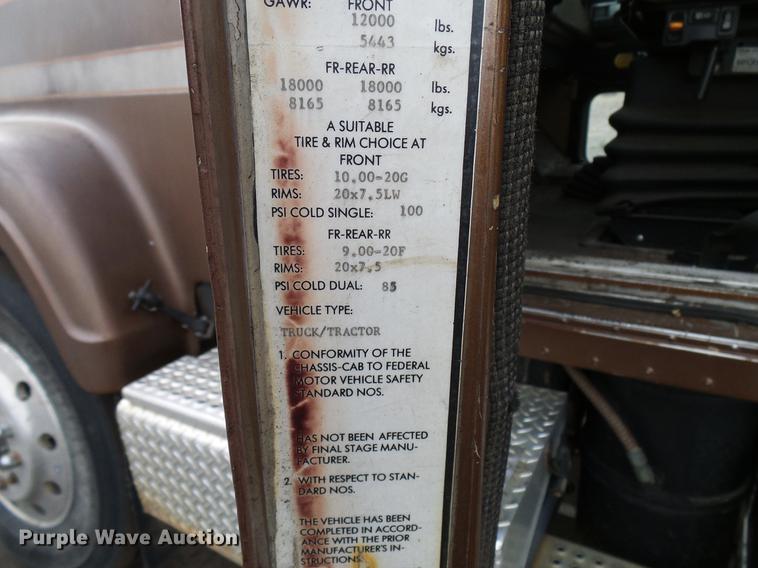 GAWR: FRONT
12000 lbs.
5443 kgs.
FR-REAR-RR
18000 18000 lbs.
8165 8165 kgs.
A SUITABLE
TIRE & RIM CHOICE AT
FRONT
TIRES: 10.00-20G
RIMS: 20x7.5LW
PSI COLD SINGLE: 100
FR-REAR-RR
TIRES: 9.00-20F
RIMS: 20x7.5
PSI COLD DUAL: 85
VEHICLE TYPE:
TRUCK/TRACTOR
1. CONFORMITY OF THE
CHASSIS-CAB TO FEDERAL
MOTOR VEHICLE SAFETY
STANDARD NOS.
HAS NOT BEEN AFFECTED
BY FINAL STAGE MANU-
FACTURER.
2. WITH RESPECT TO STAN-
DARD NOS.
THE VEHICLE HAS BEEN
COMPLETED IN ACCORD-
ANCE WITH THE PRIOR
MANUFACTURER'S IN-
STRUCTIONS.
Purple Wave Auction